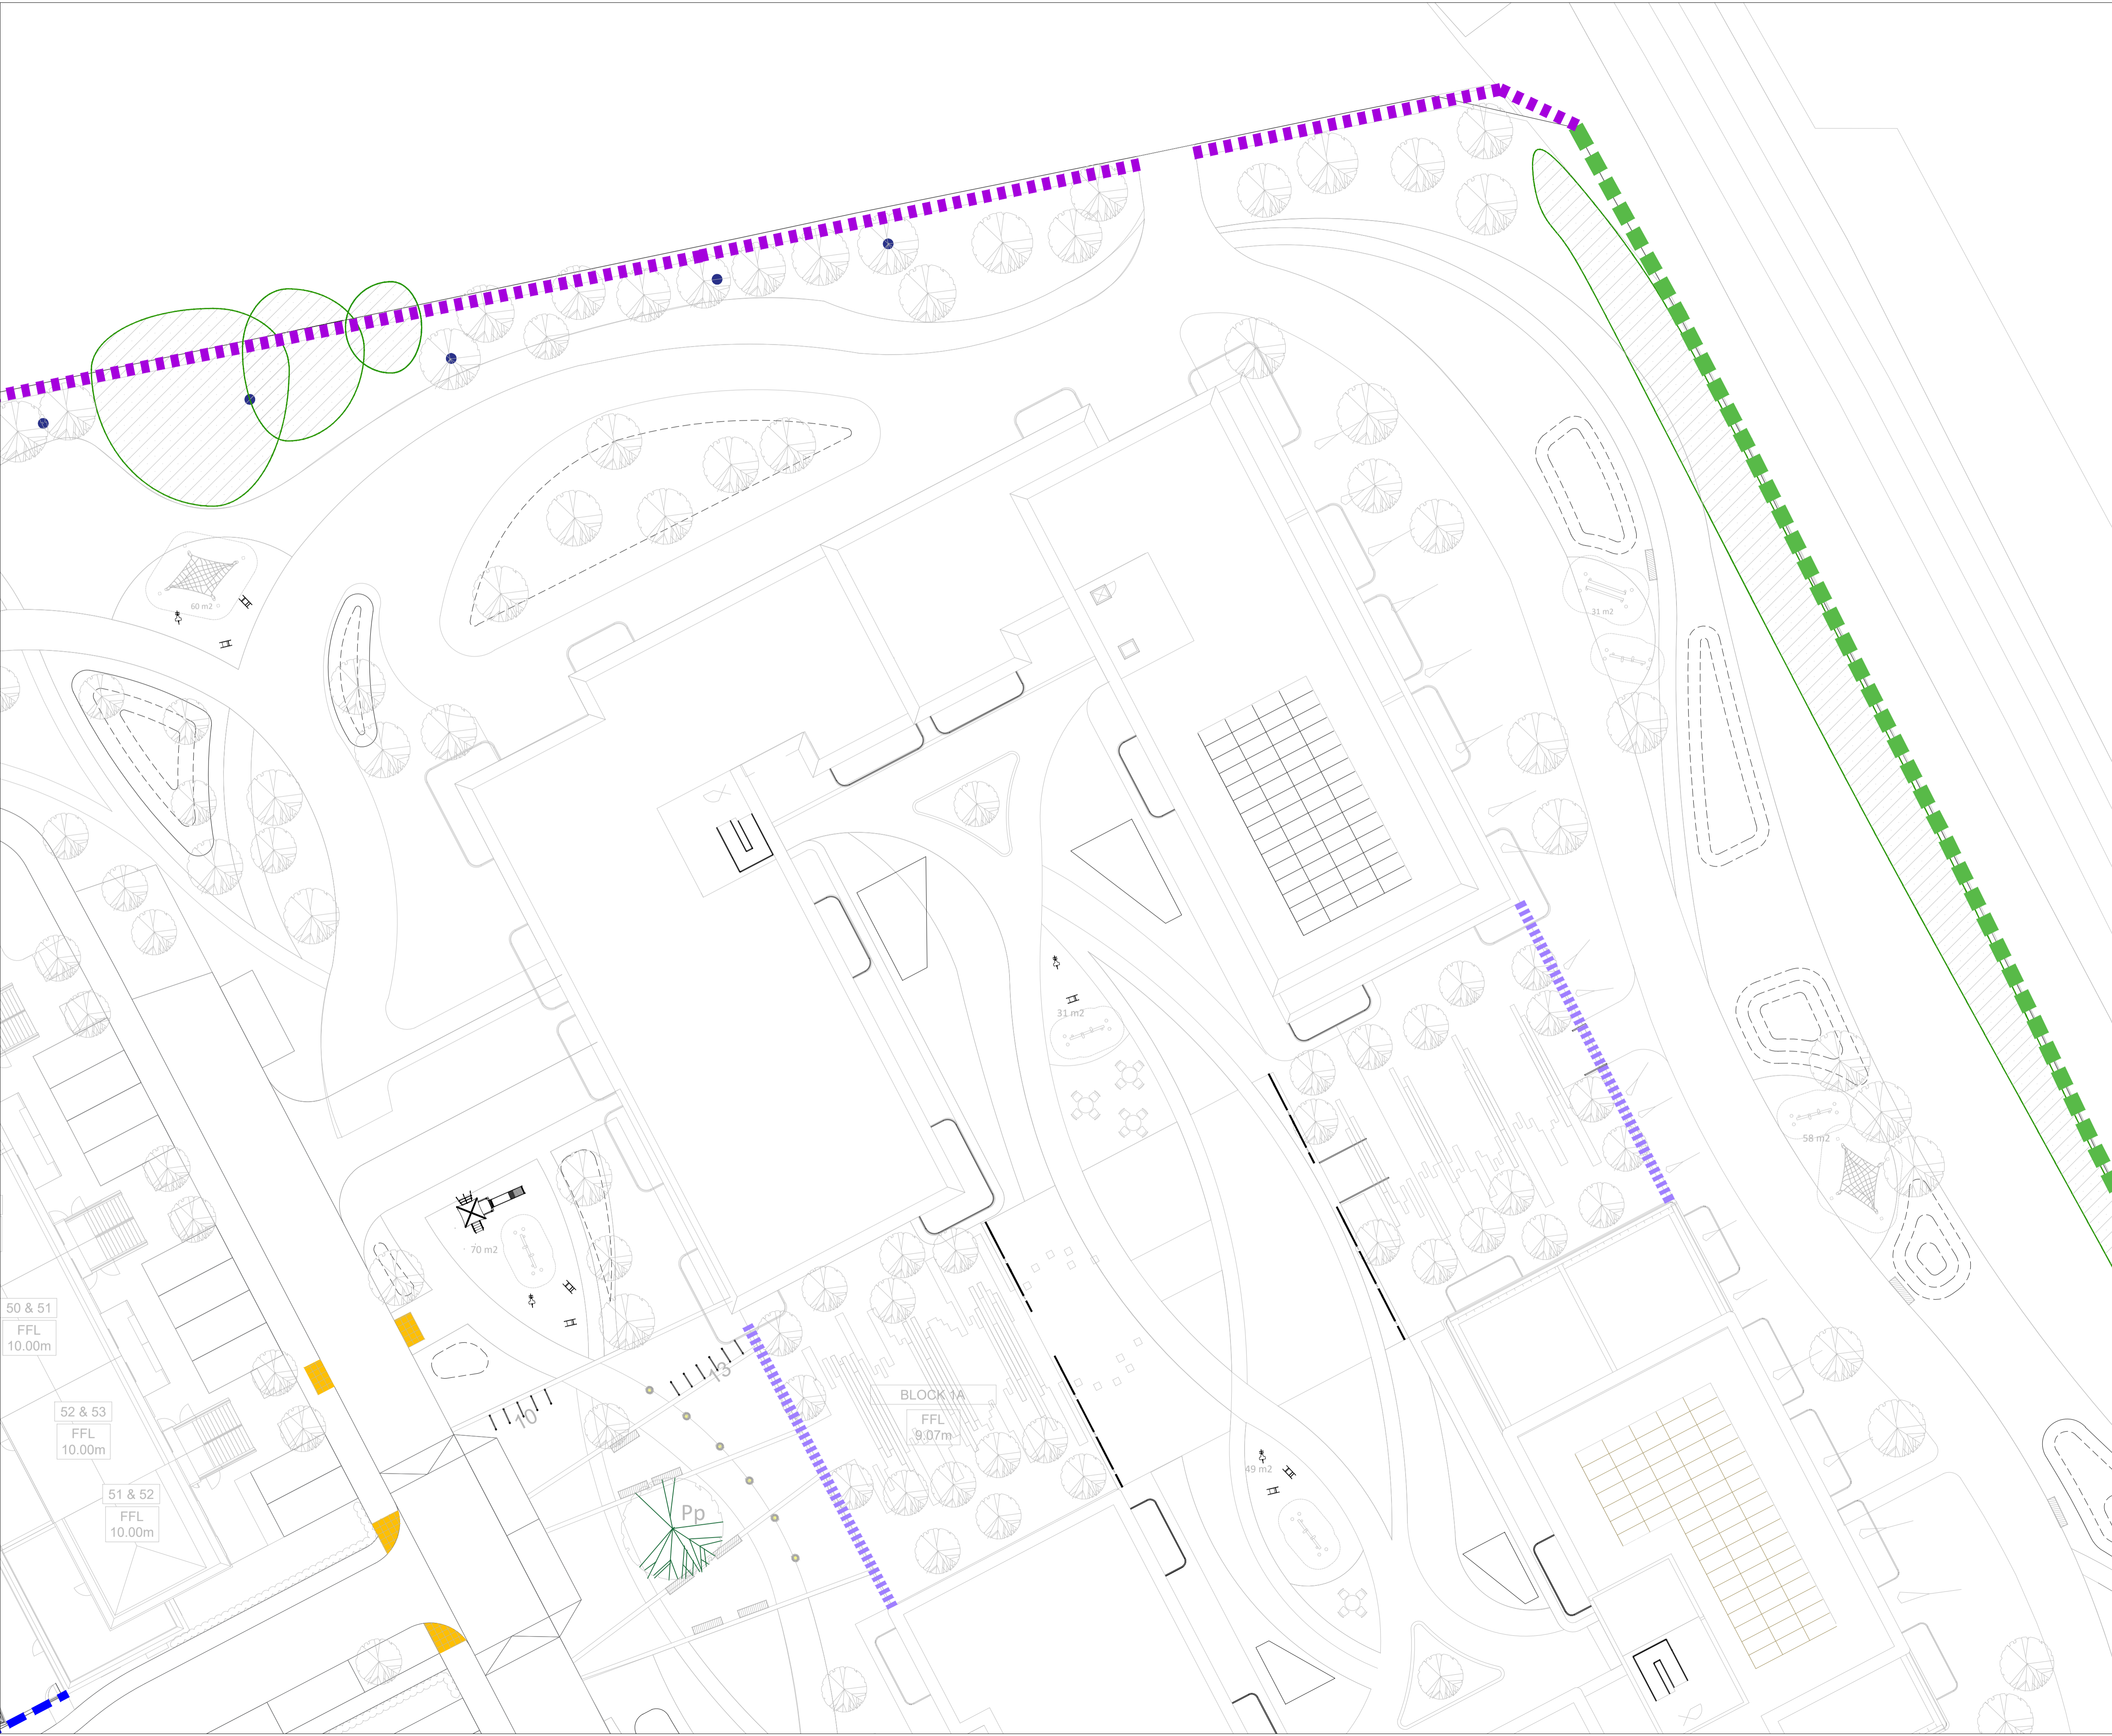 60 m2
31 m2
31 m2
58 m2
70 m2
50 & 51
FFL
10.00m
13
10
BLOCK 1A
FFL
9.07m
52 & 53
FFL
10.00m
49 m2
51 & 52
FFL
10.00m
Pp